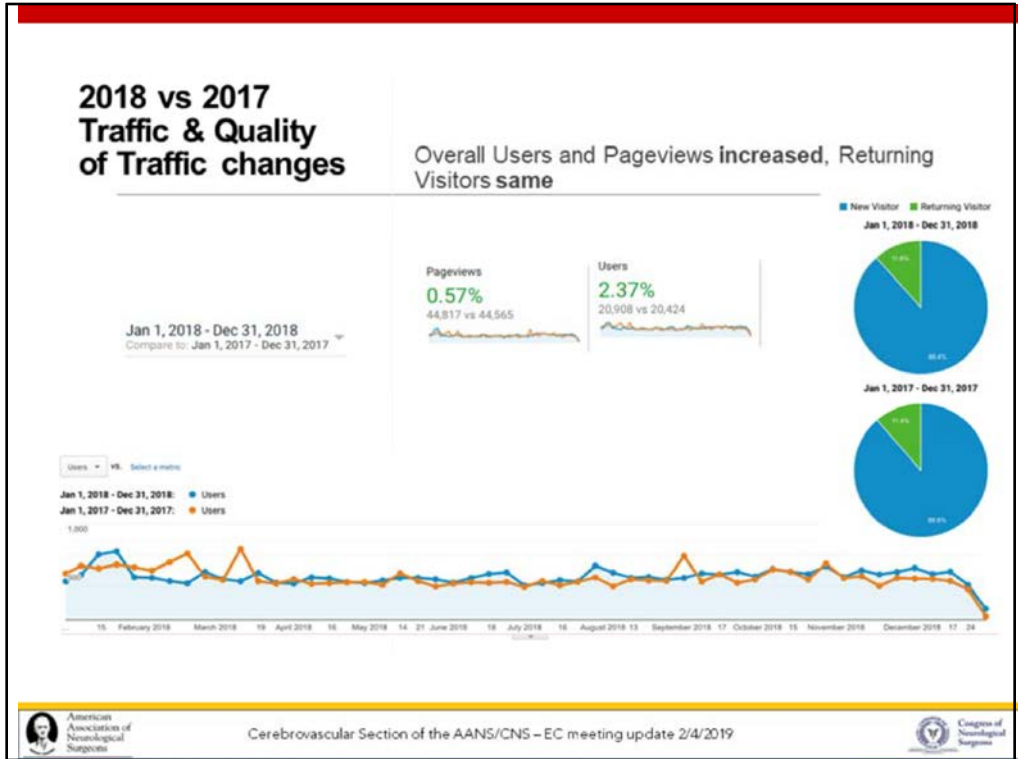 2018 vs 2017
Traffic & Quality
of Traffic changes
Overall Users and Pageviews increased, Returning
Visitors same
New Visitor Returning Visitor
Jan 1, 2018 - Dec 31, 2018
11.6%
88.4%
Pageviews
0.57%
44,817 vs 44,565
Users
2.37%
20,908 vs 20,424
Jan 1, 2018 - Dec 31, 2018
Compare to: Jan 1, 2017 - Dec 31, 2017
Jan 1, 2017 - Dec 31, 2017
Users vs. Select a metric
Jan 1, 2018 - Dec 31, 2018: Users
Jan 1, 2017 - Dec 31, 2017: Users
1,000
500
... 15 February 2018 March 2018 19 April 2018 16 May 2018 14 21 June 2018 18 July 2018 16 August 2018 13 September 2018 17 October 2018 15 November 2018 December 2018 17 24
American
Association of
Neurological
Surgeons
Cerebrovascular Section of the AANS/CNS – EC meeting update 2/4/2019
Congress of
Neurological
Surgeons